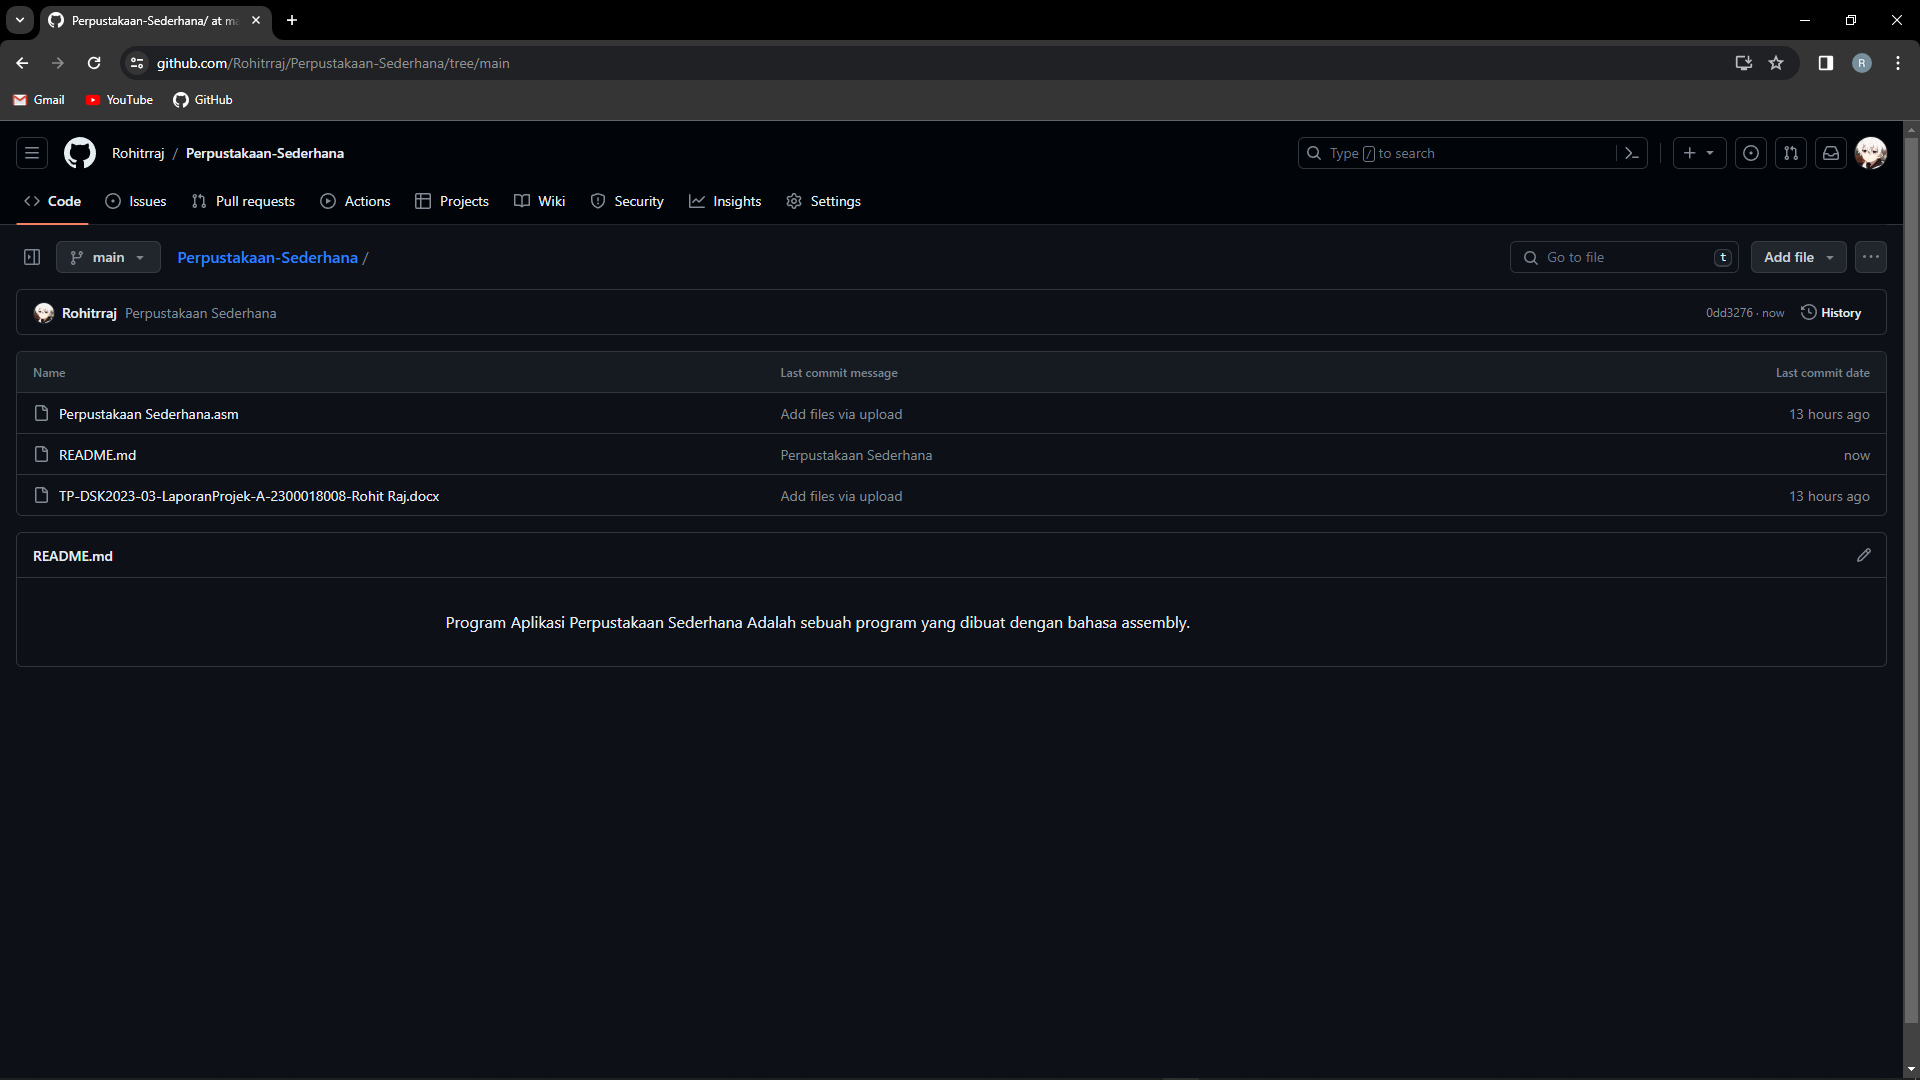 Perpustakaan-Sederhana/ at ma
github.com/Rohitrraj/Perpustakaan-Sederhana/tree/main
R
Gmail YouTube GitHub
Rohitrraj / Perpustakaan-Sederhana
Type / to search
Code Issues Pull requests Actions Projects Wiki Security Insights Settings
main Perpustakaan-Sederhana / Go to file t Add file
Rohitrraj Perpustakaan Sederhana 0dd3276 · now History
Name Last commit message Last commit date
Perpustakaan Sederhana.asm Add files via upload 13 hours ago
README.md Perpustakaan Sederhana now
TP-DSK2023-03-LaporanProjek-A-2300018008-Rohit Raj.docx Add files via upload 13 hours ago
README.md
Program Aplikasi Perpustakaan Sederhana Adalah sebuah program yang dibuat dengan bahasa assembly.